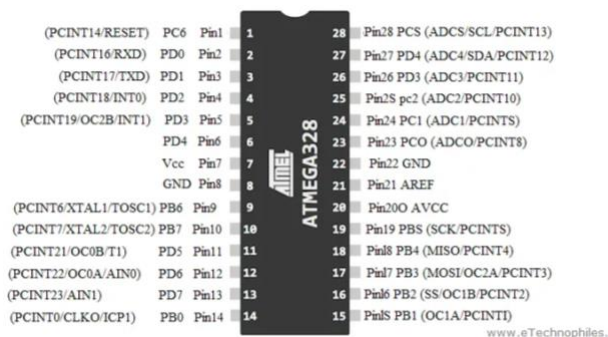 (PCINT14/RESET) PC6 Pin1 1 28 Pin28 PCS (ADCS/SCL/PCINT13)
(PCINT16/RXD) PD0 Pin2 2 27 Pin27 PD4 (ADC4/SDA/PCINT12)
(PCINT17/TXD) PD1 Pin3 3 26 Pin26 PD3 (ADC3/PCINT11)
(PCINT18/INT0) PD2 Pin4 4 25 Pin2S pc2 (ADC2/PCINT10)
(PCINT19/OC2B/INT1) PD3 Pin5 5 24 Pin24 PC1 (ADC1/PCINTS)
PD4 Pin6 6 23 Pin23 PCO (ADCO/PCINT8)
Vcc Pin7 7 22 Pin22 GND
GND Pin8 8 21 Pin21 AREF
(PCINT6/XTAL1/TOSC1) PB6 Pin9 9 20 Pin20O AVCC
(PCINT7/XTAL2/TOSC2) PB7 Pin10 10 19 Pin19 PBS (SCK/PCINTS)
(PCINT21/OC0B/T1) PD5 Pin11 11 18 Pinl8 PB4 (MISO/PCINT4)
(PCINT22/OC0A/AIN0) PD6 Pin12 12 17 Pinl7 PB3 (MOSI/OC2A/PCINT3)
(PCINT23/AIN1) PD7 Pin13 13 16 Pinl6 PB2 (SS/OC1B/PCINT2)
(PCINT0/CLKO/ICP1) PB0 Pin14 14 15 PinlS PB1 (OC1A/PCINTI)
ATMEL
ATMEGA328
www.eTechnophiles.